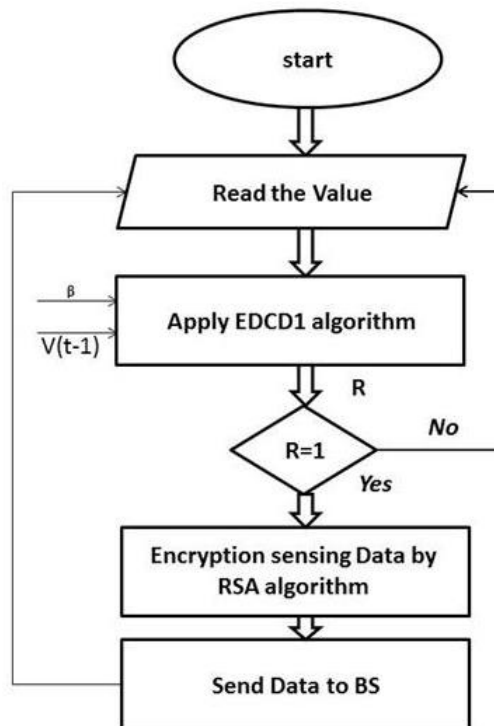 start
Read the Value
β
Apply EDCD1 algorithm
V(t-1)
R
R=1
No
Yes
Encryption sensing Data by
RSA algorithm
Send Data to BS